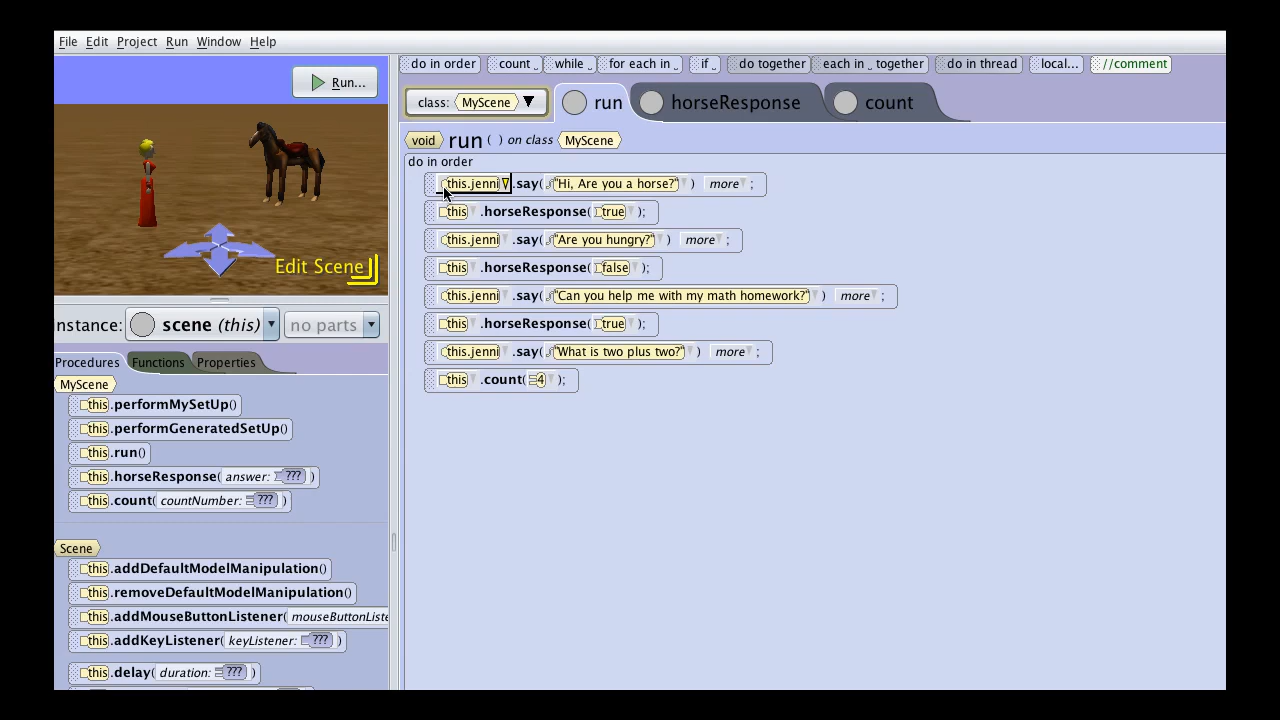 File Edit Project Run Window Help
Run...
Edit Scene
nstance: scene (this) no parts
Procedures Functions Properties
MyScene
this .performMySetUp()
this .performGeneratedSetUp()
this .run()
this .horseResponse( answer: ??? )
this .count( countNumber: ??? )
Scene
this .addDefaultModelManipulation()
this .removeDefaultModelManipulation()
this .addMouseButtonListener( mouseButtonListe
this .addKeyListener( keyListener: ??? )
this .delay( duration: ??? )
do in order count while for each in if do together each in together do in thread local... //comment
class: MyScene run horseResponse count
void run ( ) on class MyScene
do in order
this.jenni .say( "Hi, Are you a horse?" ) more ;
this .horseResponse( true );
this.jenni .say( "Are you hungry?" ) more ;
this .horseResponse( false );
this.jenni .say( "Can you help me with my math homework?" ) more ;
this .horseResponse( true );
this.jenni .say( "What is two plus two?" ) more ;
this .count( 4 );